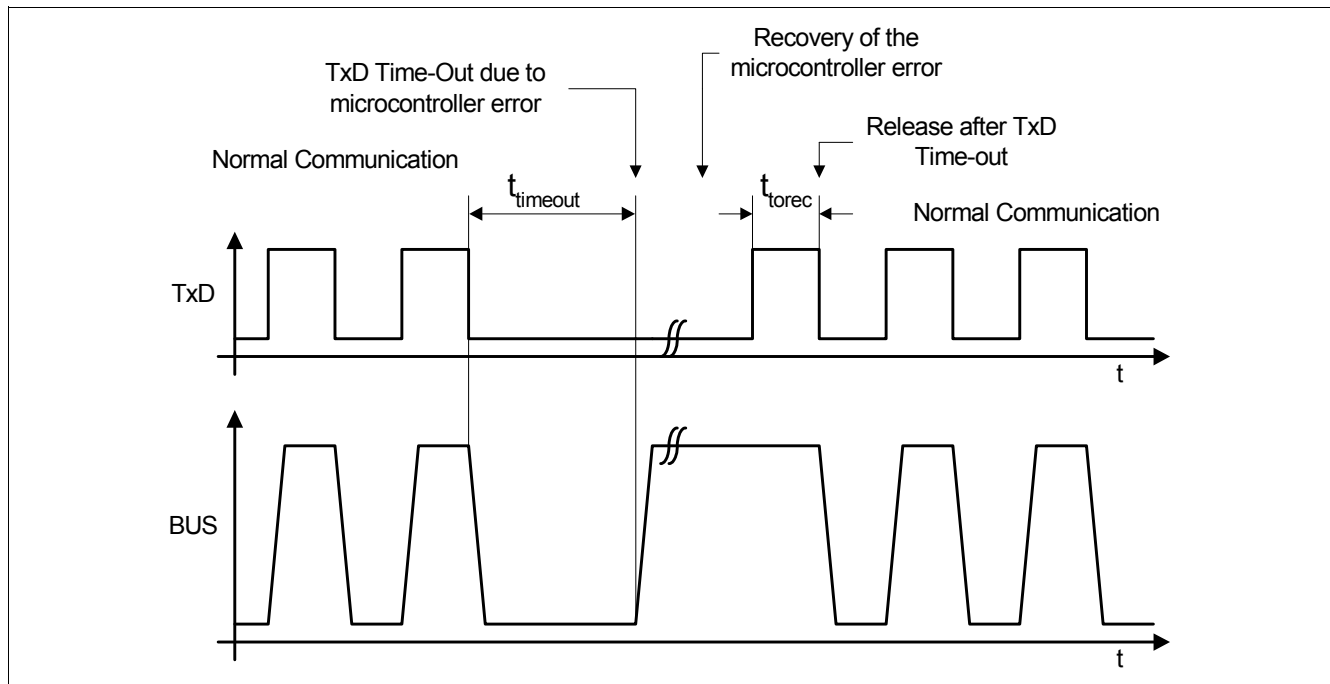 Recovery of the
microcontroller error
TxD Time-Out due to
microcontroller error
Release after TxD
Time-out
Normal Communication
t_timeout
t_torec
Normal Communication
TxD
t
BUS
t